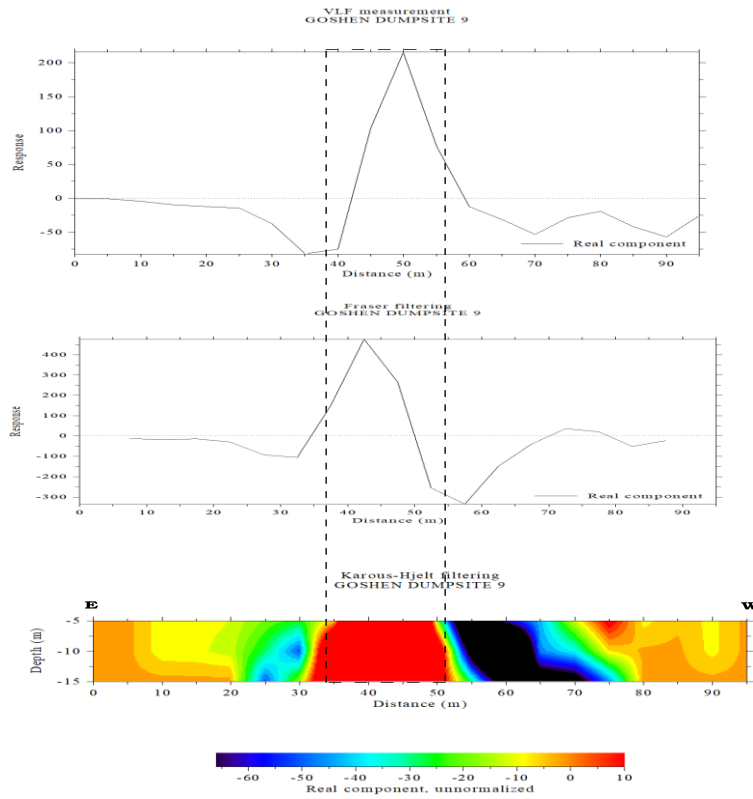 VLF measurement
GOSHEN DUMPSITE 9
200
150
100
50
0
-50
Response
Real component
0 10 20 30 40 50 60 70 80 90
Distance (m)
Fraser filtering
GOSHEN DUMPSITE 9
400
300
200
100
0
-100
-200
-300
Response
Real component
0 10 20 30 40 50 60 70 80 90
Distance (m)
Karous-Hjelt filtering
GOSHEN DUMPSITE 9
E W
-5
-10
-15
Depth (m)
0 10 20 30 40 50 60 70 80 90
Distance (m)
-60 -50 -40 -30 -20 -10 0 10
Real component, unnormalized